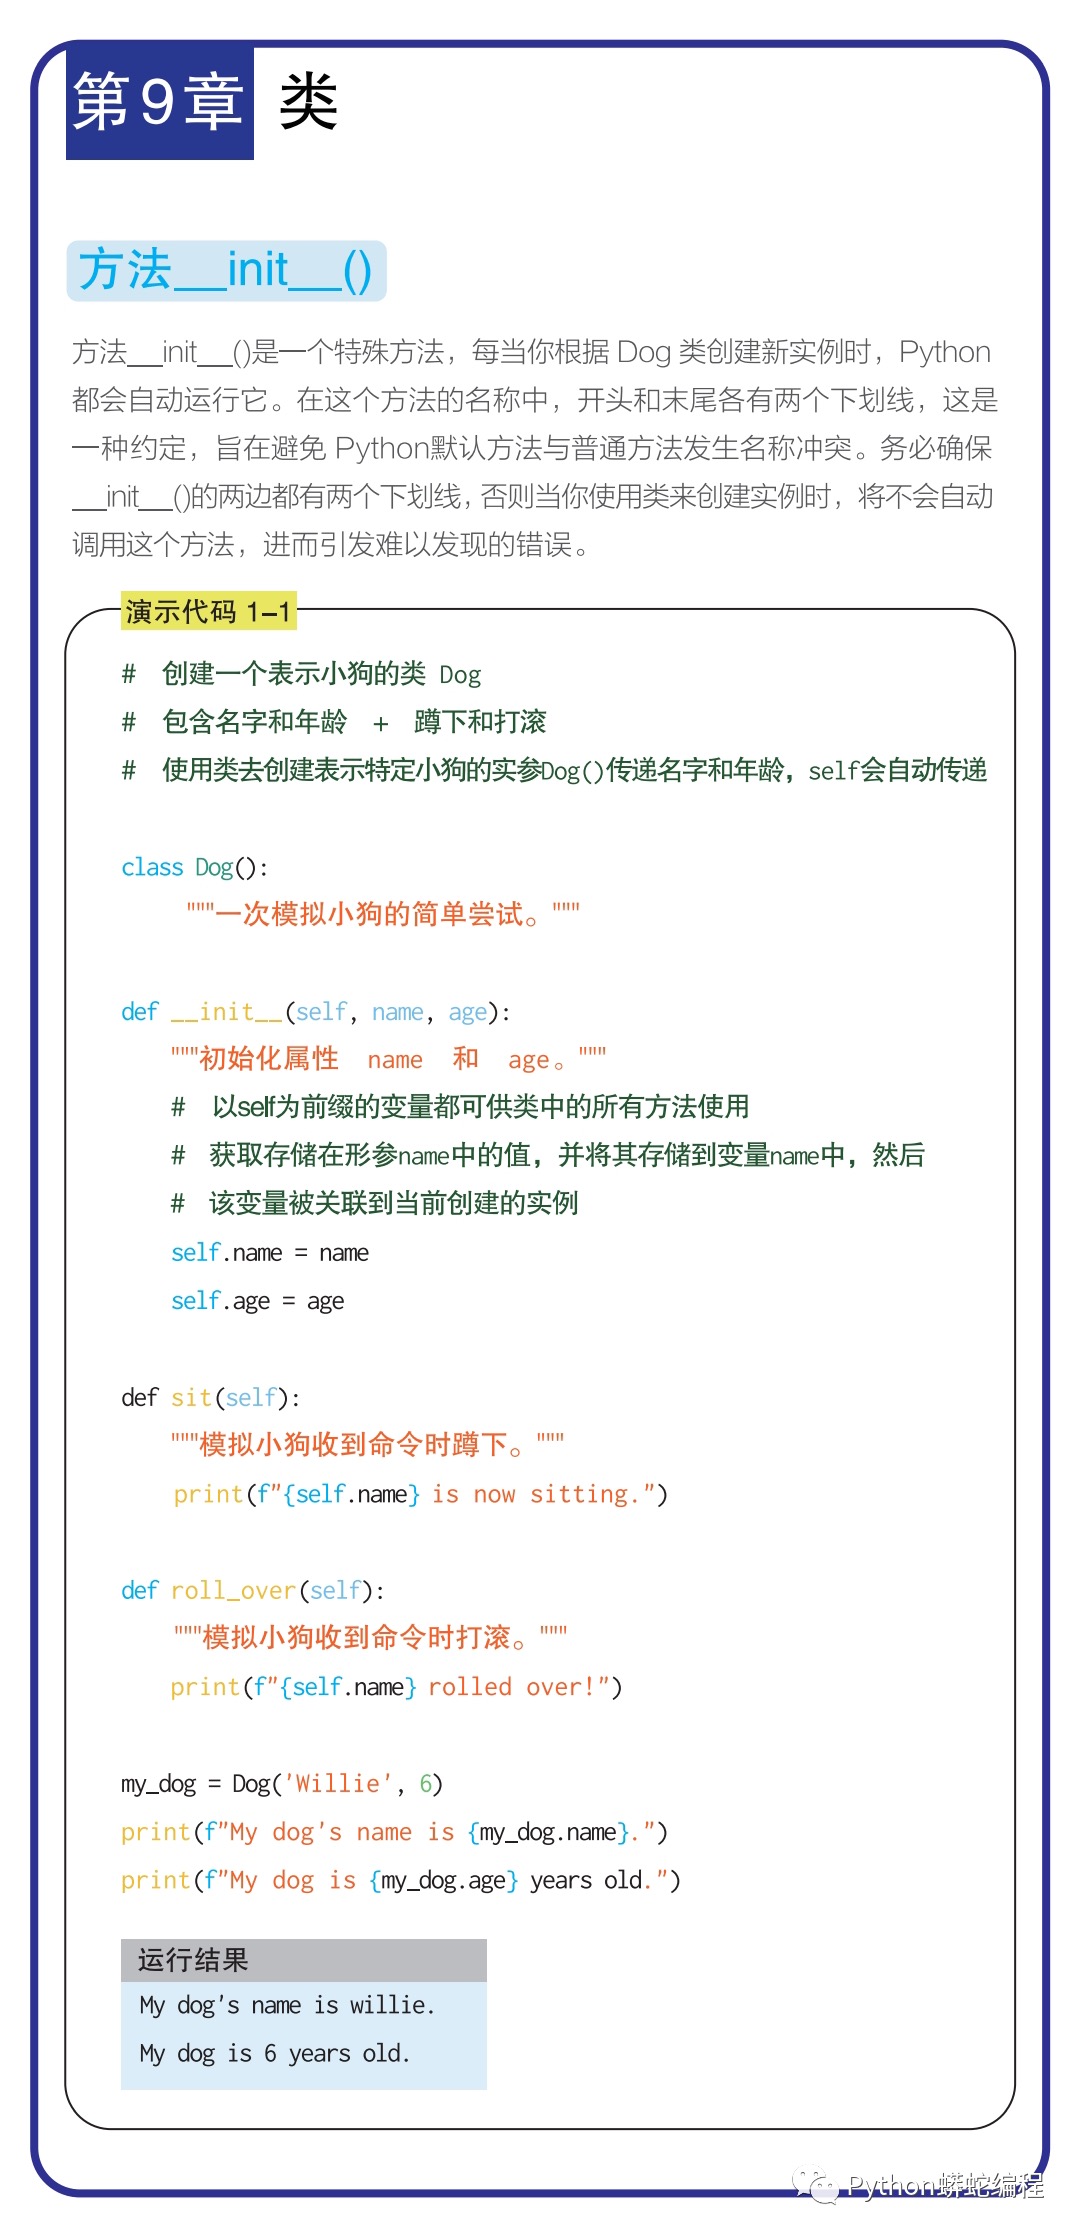 第9章 类
方法__init__()
方法__init__()是一个特殊方法，每当你根据 Dog 类创建新实例时，Python
都会自动运行它。在这个方法的名称中，开头和末尾各有两个下划线，这是
一种约定，旨在避免 Python默认方法与普通方法发生名称冲突。务必确保
__init__()的两边都有两个下划线，否则当你使用类来创建实例时，将不会自动
调用这个方法，进而引发难以发现的错误。
演示代码 1–1
# 创建一个表示小狗的类 Dog
# 包含名字和年龄 + 蹲下和打滚
# 使用类去创建表示特定小狗的实参Dog()传递名字和年龄，self会自动传递
class Dog():
"""一次模拟小狗的简单尝试。"""
def __init__(self, name, age):
"""初始化属性 name 和 age。"""
# 以self为前缀的变量都可供类中的所有方法使用
# 获取存储在形参name中的值，并将其存储到变量name中，然后
# 该变量被关联到当前创建的实例
self.name = name
self.age = age
def sit(self):
"""模拟小狗收到命令时蹲下。"""
print(f"{self.name} is now sitting.")
def roll_over(self):
"""模拟小狗收到命令时打滚。"""
print(f"{self.name} rolled over!")
my_dog = Dog('Willie', 6)
print(f"My dog's name is {my_dog.name}.")
print(f"My dog is {my_dog.age} years old.")
运行结果
My dog's name is willie.
My dog is 6 years old.
Python蟒蛇编程